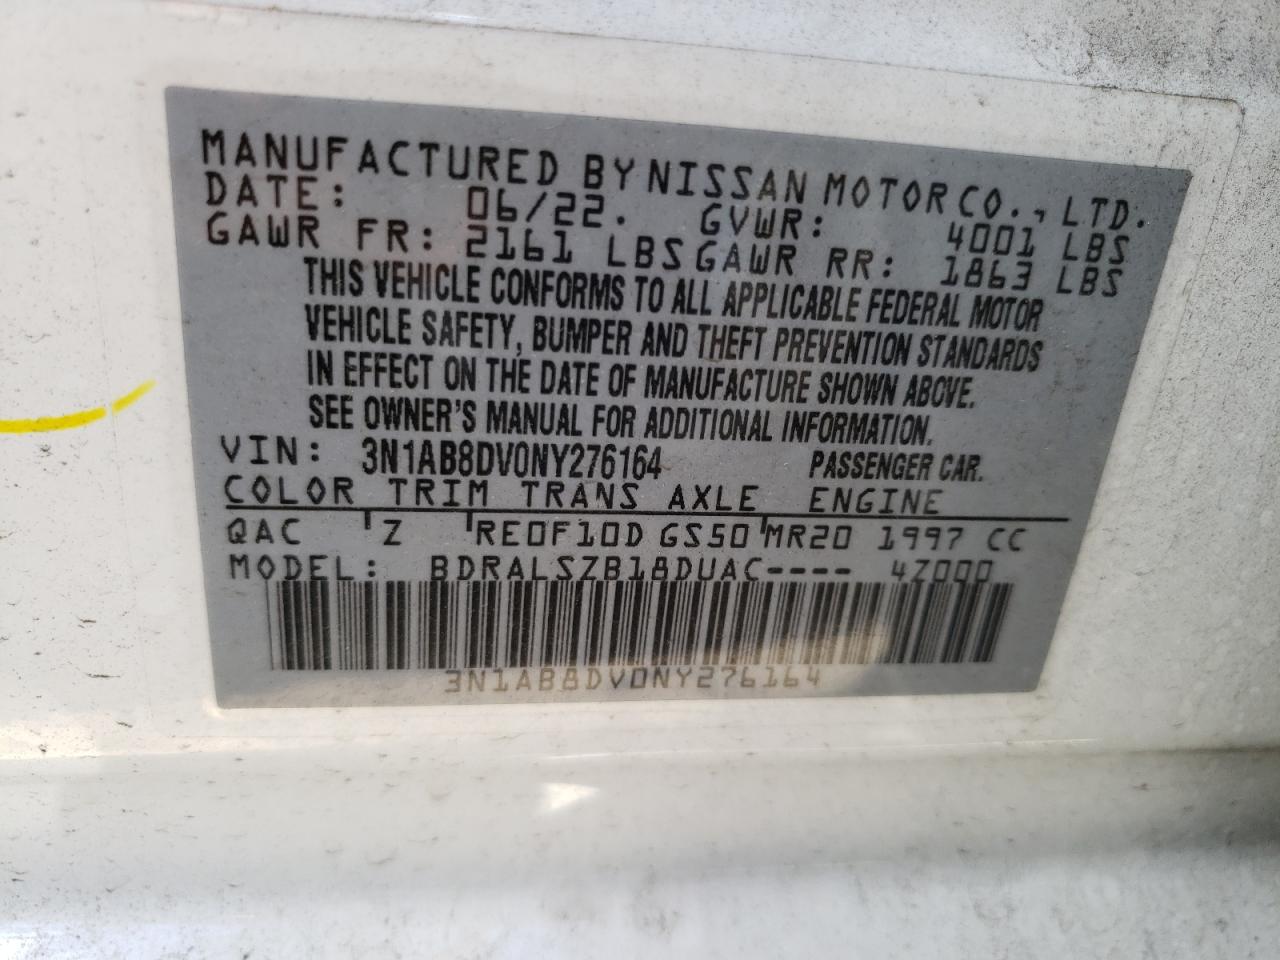 MANUFACTURED BY NISSAN MOTOR CO., LTD.
DATE: 06/22. GVWR: 4001 LBS
GAWR FR: 2161 LBS GAWR RR: 1863 LBS
THIS VEHICLE CONFORMS TO ALL APPLICABLE FEDERAL MOTOR
VEHICLE SAFETY, BUMPER AND THEFT PREVENTION STANDARDS
IN EFFECT ON THE DATE OF MANUFACTURE SHOWN ABOVE.
SEE OWNER'S MANUAL FOR ADDITIONAL INFORMATION.
VIN: 3N1AB8DV0NY276164 PASSENGER CAR.
COLOR TRIM TRANS AXLE ENGINE
QAC Z RE0F10D GS50 MR20 1997 CC
MODEL: BDRALSZB18DUAC---- 4Z000
3N1AB8DV0NY276164